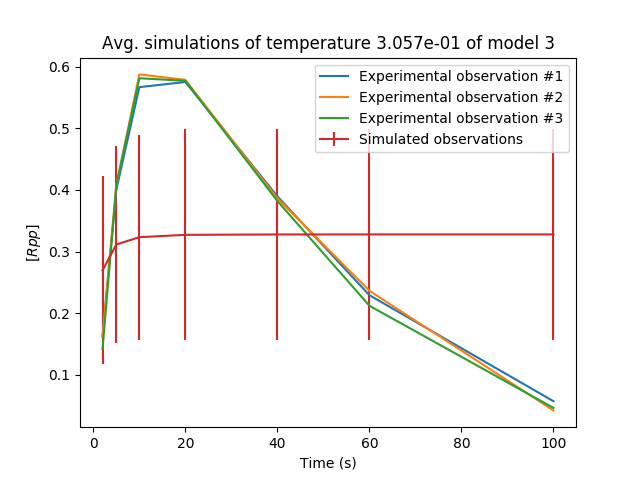 Avg. simulations of temperature 3.057e-01 of model 3
Experimental observation #1
Experimental observation #2
Experimental observation #3
Simulated observations
0.6
0.5
0.4
0.3
0.2
0.1
[Rpp]
0 20 40 60 80 100
Time (s)